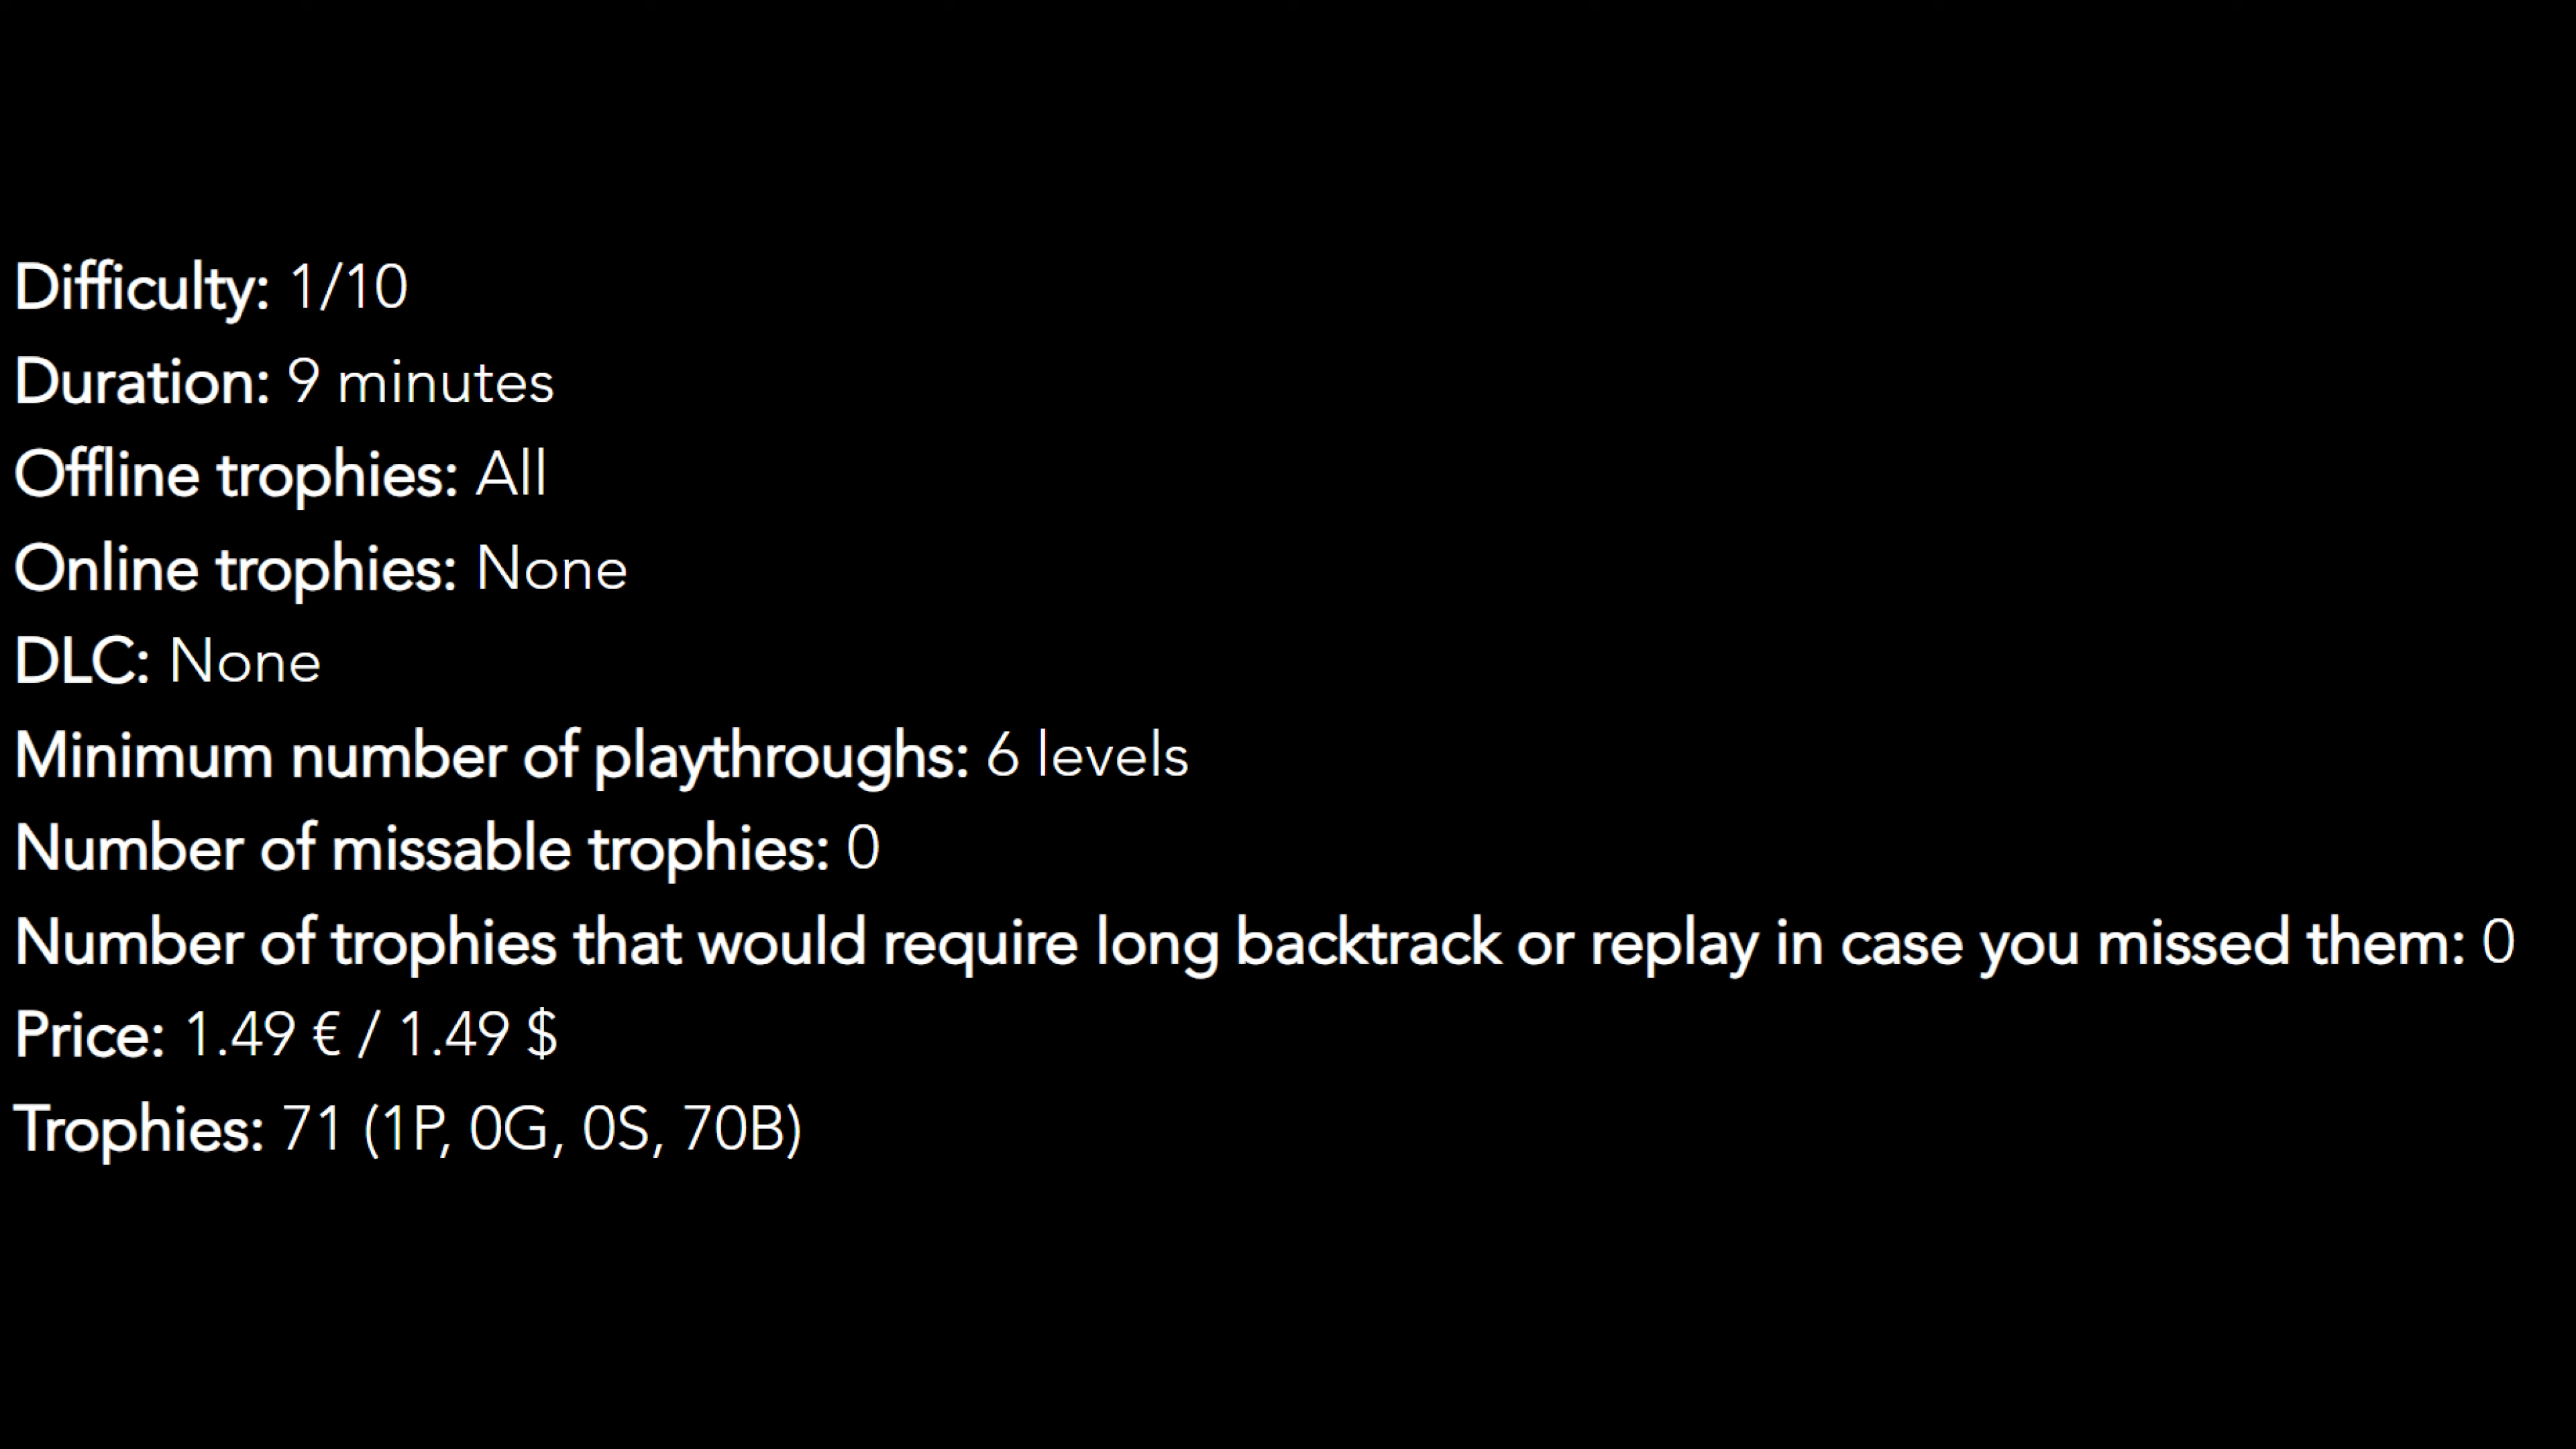 Difficulty: 1/10
Duration: 9 minutes
Offline trophies: All
Online trophies: None
DLC: None
Minimum number of playthroughs: 6 levels
Number of missable trophies: 0
Number of trophies that would require long backtrack or replay in case you missed them: 0
Price: 1.49 € / 1.49 $
Trophies: 71 (1P, 0G, 0S, 70B)